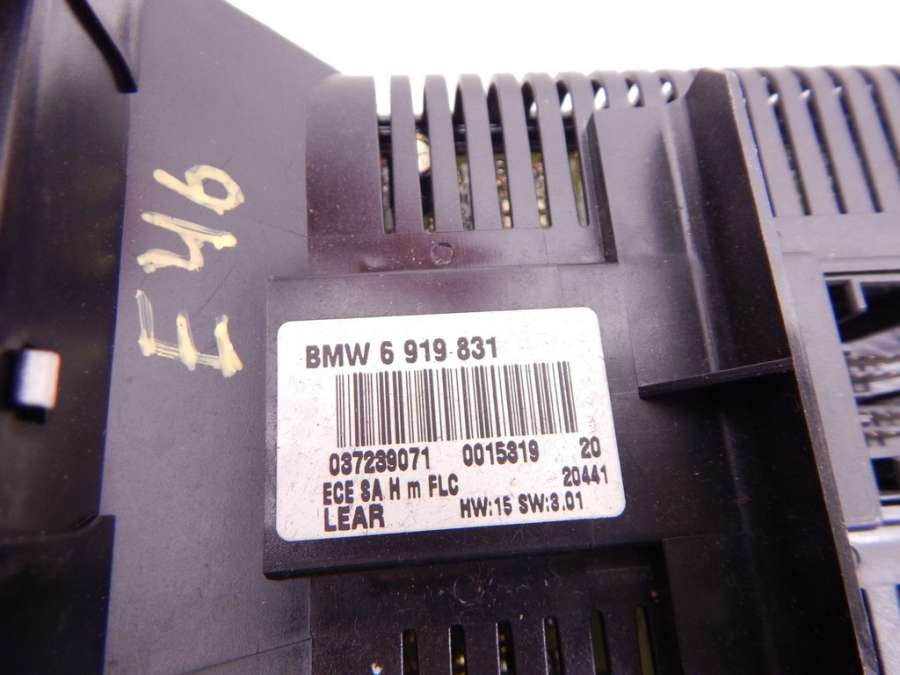 E46
BMW 6 919 831
037239071 0015319 20
ECE SA H m FLC 20441
LEAR HW:15 SW:3.01